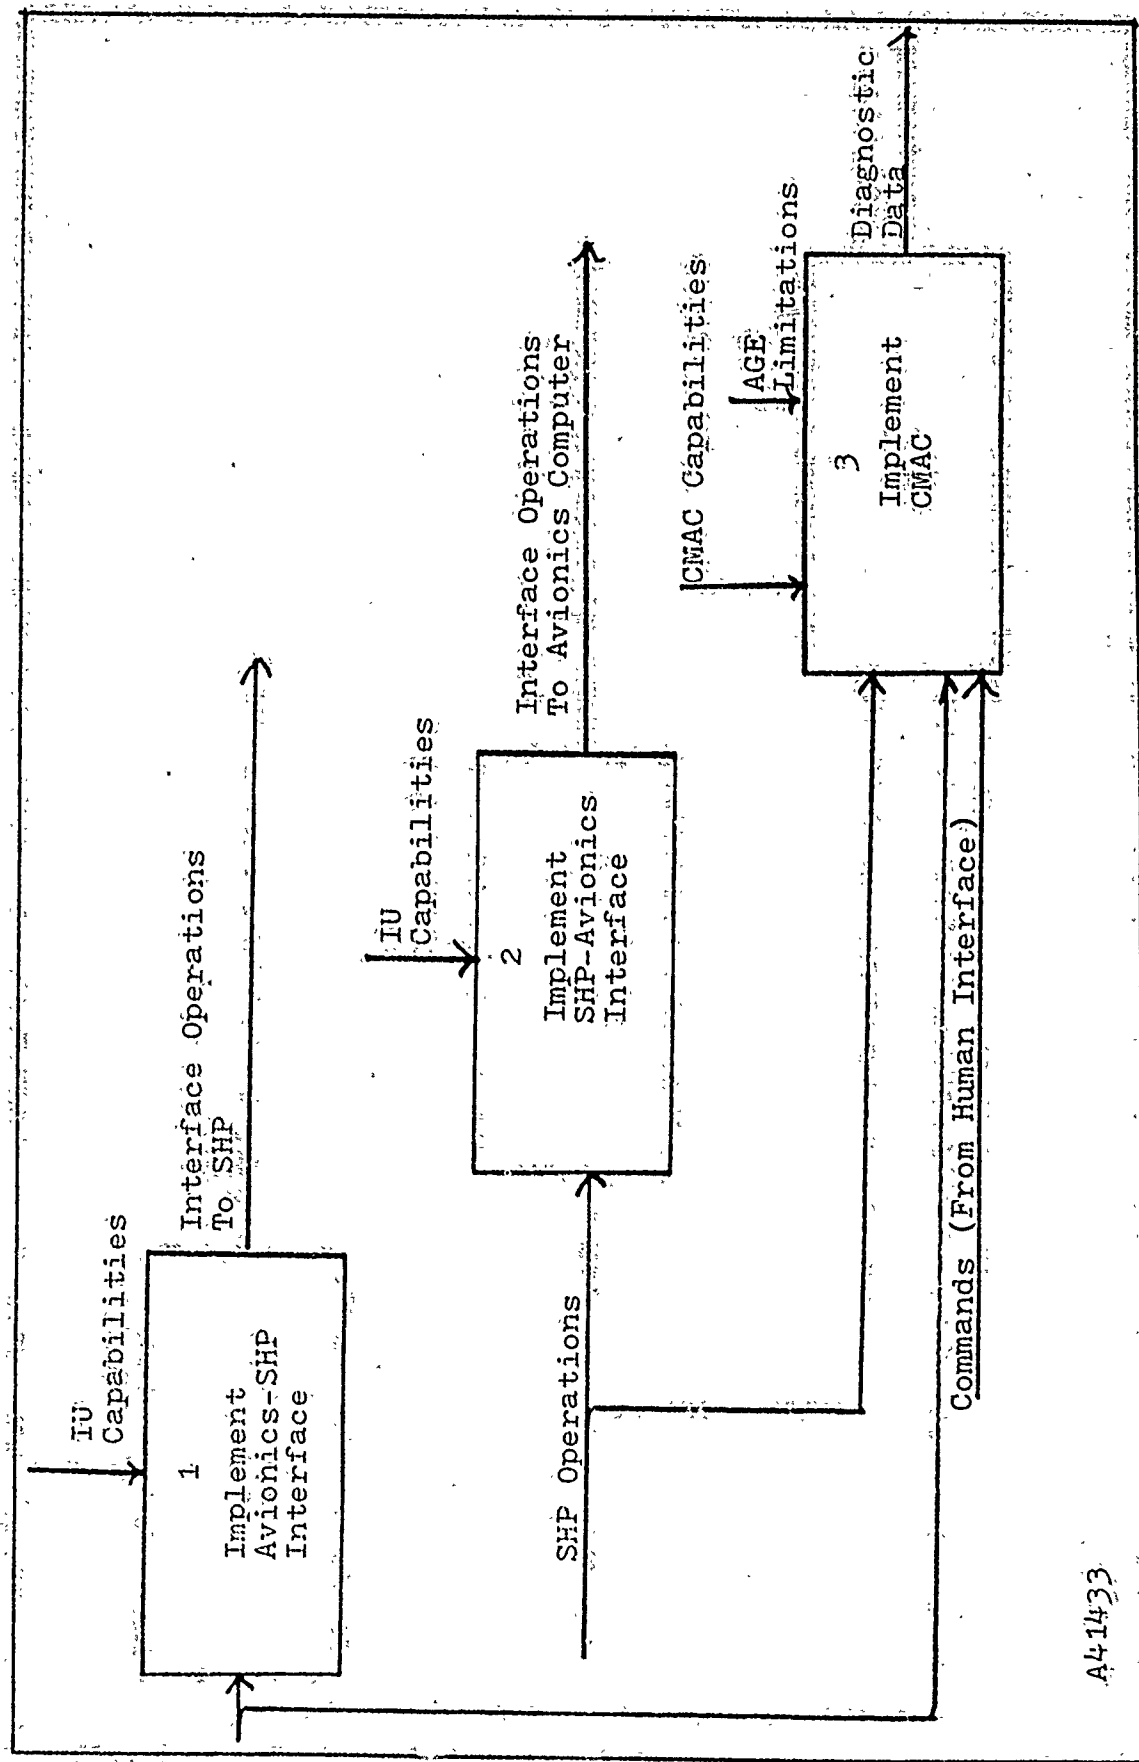 IU
Capabilities
1
Implement
Avionics-SHP
Interface
Interface Operations
To SHP
IU
Capabilities
2
Implement
SHP-Avionics
Interface
SHP Operations
Interface Operations
To Avionics Computer
CMAC Capabilities
AGE
Limitations
3
Implement
CMAC
Diagnostic
Data
Commands (From Human Interface)
A41433